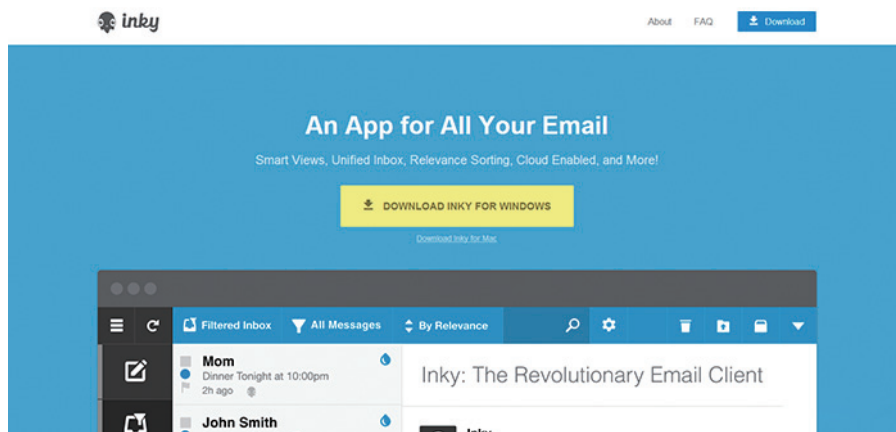 inky
About FAQ Download
An App for All Your Email
Smart Views, Unified Inbox, Relevance Sorting, Cloud Enabled, and More!
DOWNLOAD INKY FOR WINDOWS
Download Inky for Mac
Filtered Inbox All Messages By Relevance
Mom
Dinner Tonight at 10:00pm
2h ago
Inky: The Revolutionary Email Client
John Smith
Inky